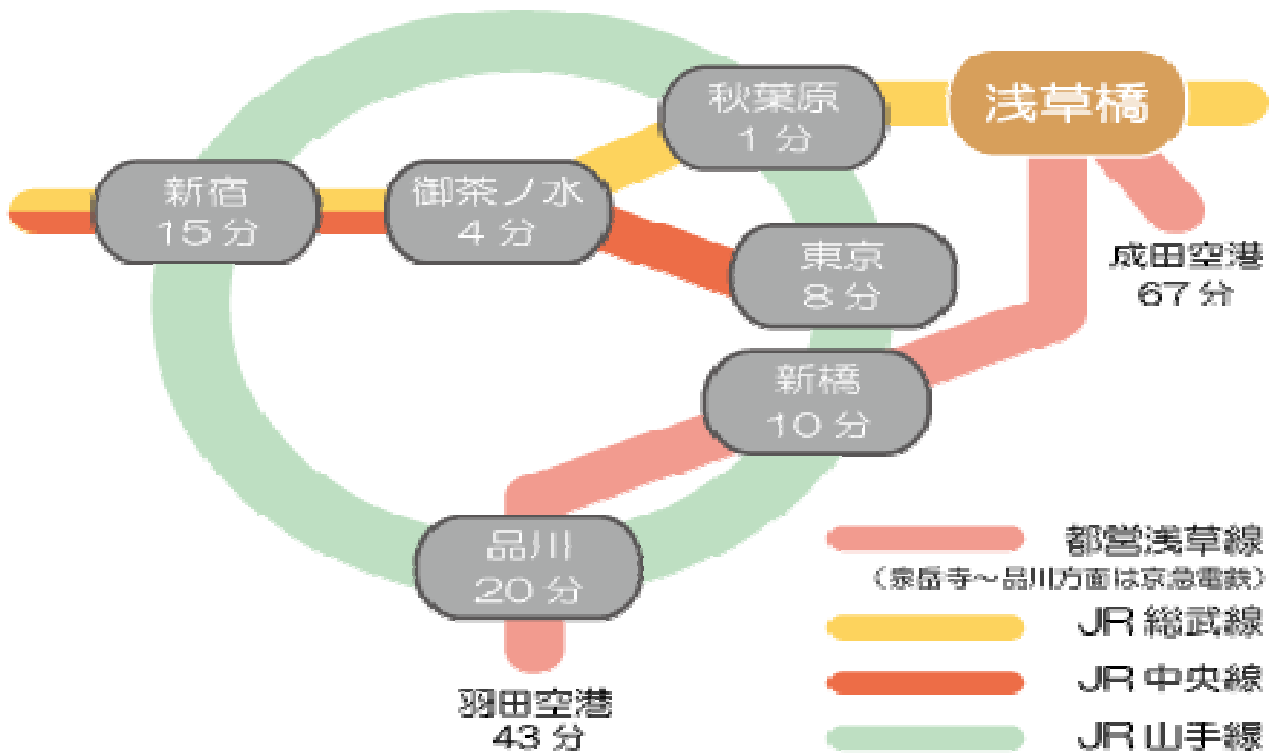 秋葉原
1分
浅草橋
新宿
15分
御茶ノ水
4分
東京
8分
成田空港
67分
新橋
10分
品川
20分
羽田空港
43分
都営浅草線
（泉岳寺～品川方面は京急電鉄）
JR総武線
JR中央線
JR山手線